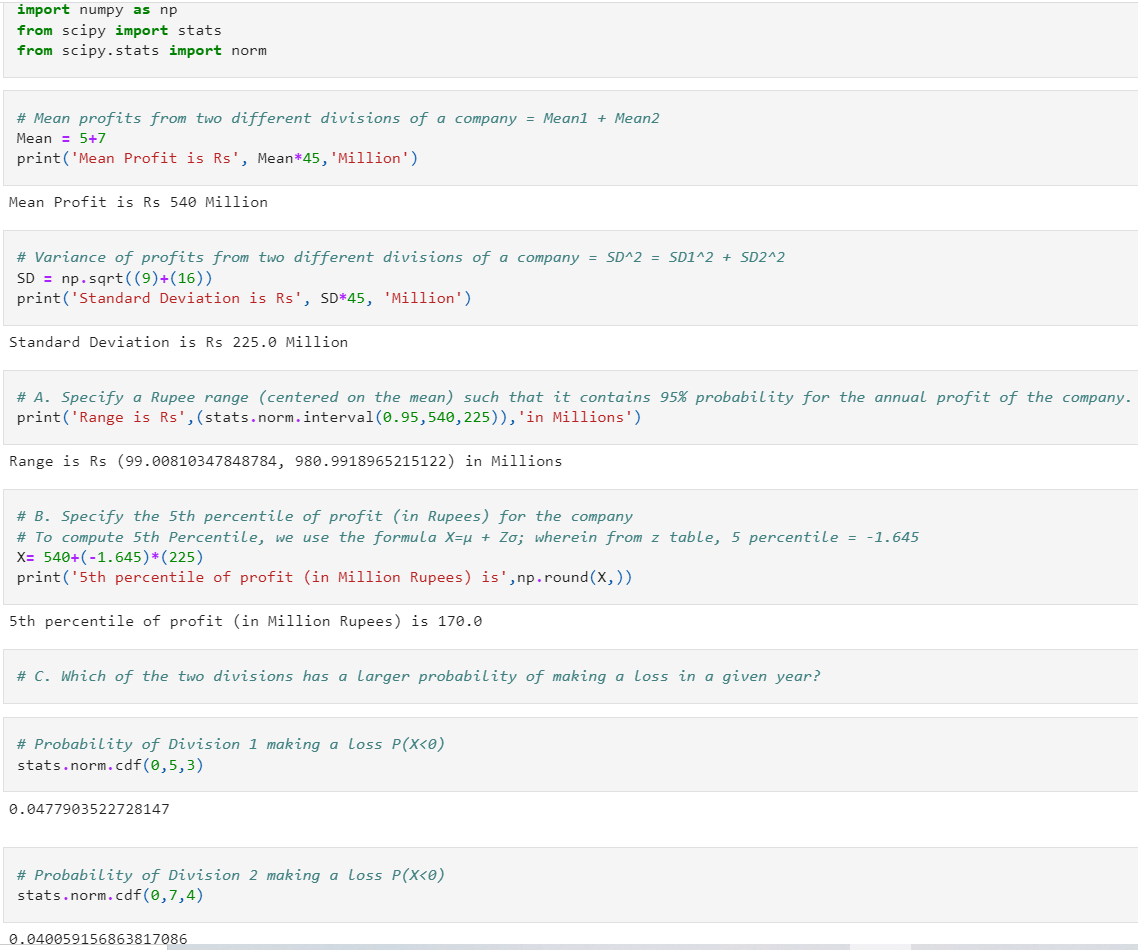 import numpy as np
from scipy import stats
from scipy.stats import norm
# Mean profits from two different divisions of a company = Mean1 + Mean2
Mean = 5+7
print('Mean Profit is Rs', Mean*45,'Million')
Mean Profit is Rs 540 Million
# Variance of profits from two different divisions of a company = SD^2 = SD1^2 + SD2^2
SD = np.sqrt((9)+(16))
print('Standard Deviation is Rs', SD*45, 'Million')
Standard Deviation is Rs 225.0 Million
# A. Specify a Rupee range (centered on the mean) such that it contains 95% probability for the annual profit of the company.
print('Range is Rs',(stats.norm.interval(0.95,540,225)),'in Millions')
Range is Rs (99.00810347848784, 980.9918965215122) in Millions
# B. Specify the 5th percentile of profit (in Rupees) for the company
# To compute 5th Percentile, we use the formula X=μ + Zσ; wherein from z table, 5 percentile = -1.645
X= 540+(-1.645)*(225)
print('5th percentile of profit (in Million Rupees) is',np.round(X,))
5th percentile of profit (in Million Rupees) is 170.0
# C. Which of the two divisions has a larger probability of making a loss in a given year?
# Probability of Division 1 making a loss P(X<0)
stats.norm.cdf(0,5,3)
0.0477903522728147
# Probability of Division 2 making a loss P(X<0)
stats.norm.cdf(0,7,4)
0.040059156863817086